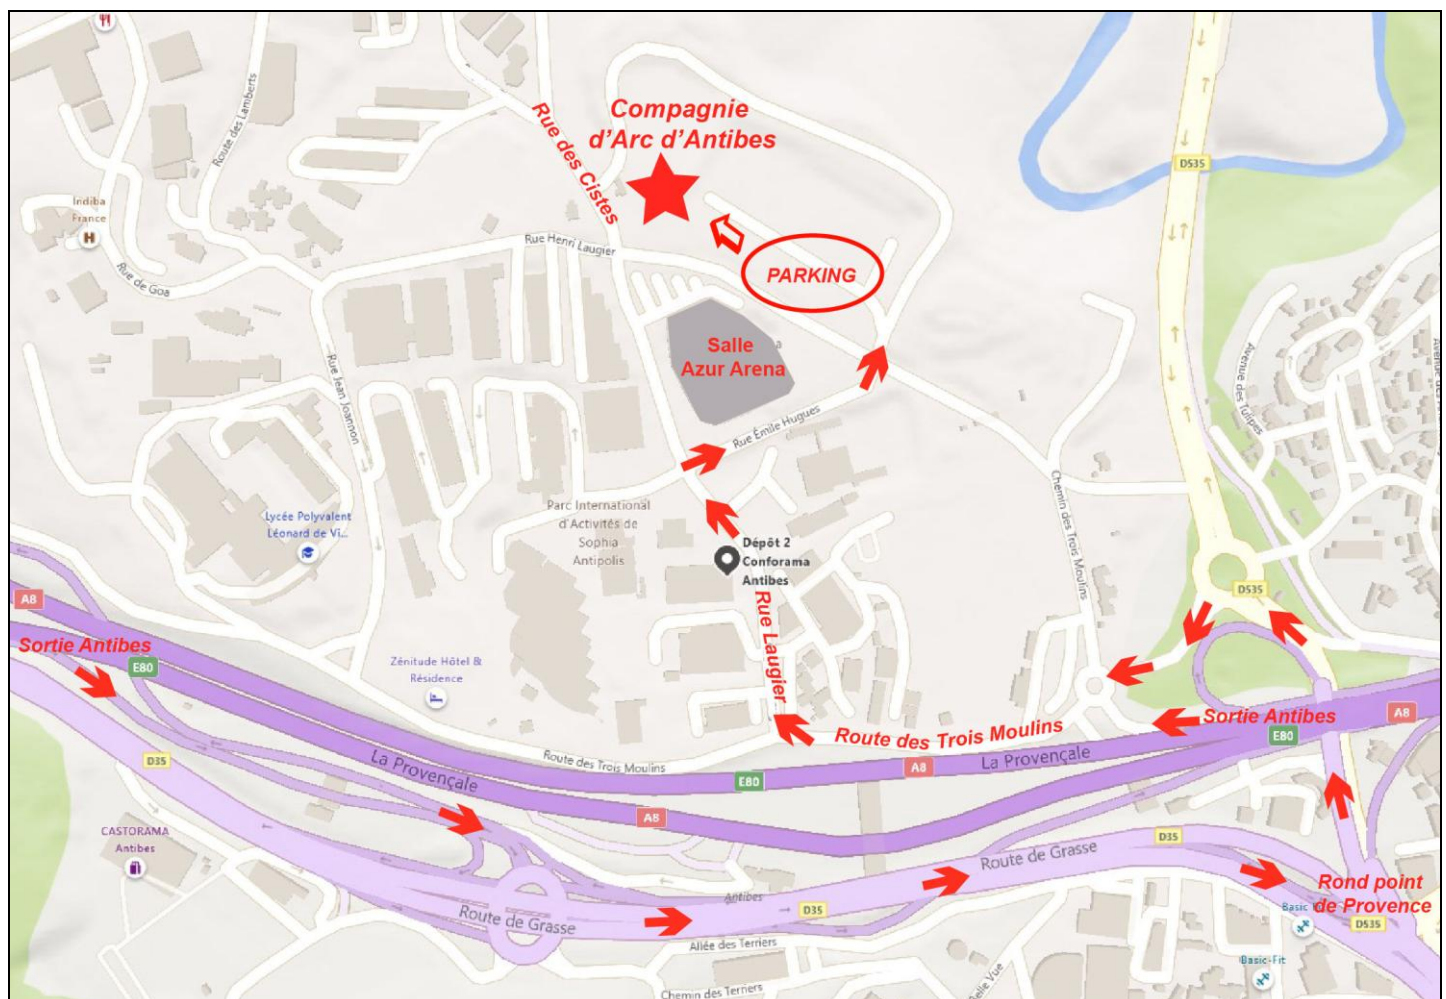 Compagnie
d'Arc d'Antibes
Rue des Cistes
Route des Lamberts
D535
Indiba
France
H
Rue de Goa
Rue Henri Laugier
PARKING
Salle
Azur Arena
Rue Jean Joannon
Rue Émile Hugues
Avenue des Tulipes
Chemin des Trois Moulins
Lycée Polyvalent
Léonard de Vi...
Parc International
d'Activités de
Sophia
Antipolis
Dépôt 2
Conforama
Antibes
D535
A8
Sortie Antibes
E80
Zénitude Hôtel &
Résidence
Rue Laugier
Route des Trois Moulins
Sortie Antibes
A8
E80
D35
La Provençale
Route des Trois Moulins
E80
A8
La Provençale
A8
CASTORAMA
Antibes
D35
Route de Grasse
Rond point
de Provence
Basic
D535
Antibes
D35
Route de Grasse
Allée des Terriers
Basic-Fit
Chemin des Terriers
Belle Vue